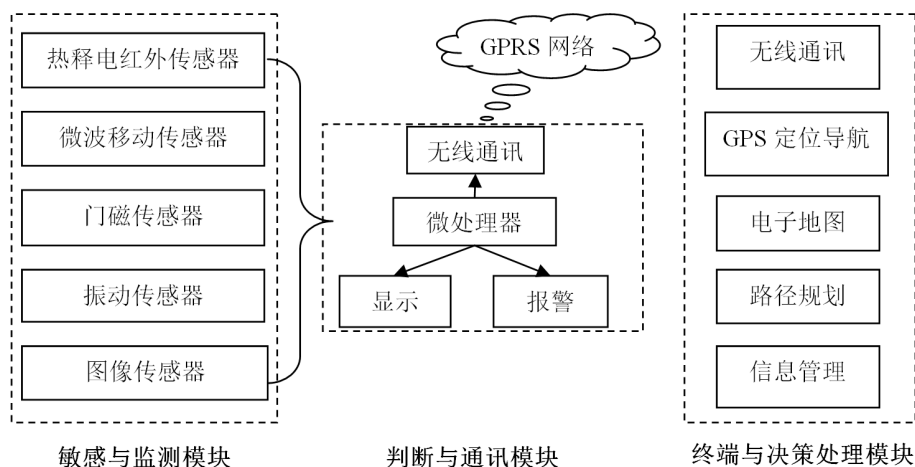 热释电红外传感器
微波移动传感器
门磁传感器
振动传感器
图像传感器
敏感与监测模块
GPRS 网络
无线通讯
微处理器
显示
报警
判断与通讯模块
无线通讯
GPS 定位导航
电子地图
路径规划
信息管理
终端与决策处理模块